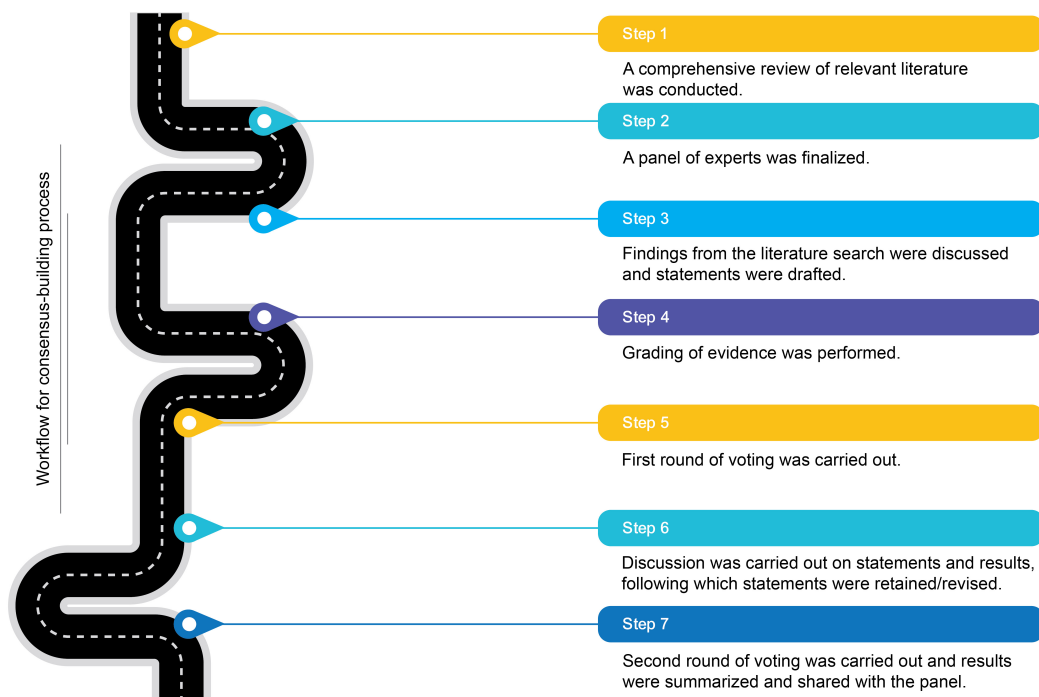 Workflow for consensus-building process
Step 1
A comprehensive review of relevant literature
was conducted.
Step 2
A panel of experts was finalized.
Step 3
Findings from the literature search were discussed
and statements were drafted.
Step 4
Grading of evidence was performed.
Step 5
First round of voting was carried out.
Step 6
Discussion was carried out on statements and results,
following which statements were retained/revised.
Step 7
Second round of voting was carried out and results
were summarized and shared with the panel.